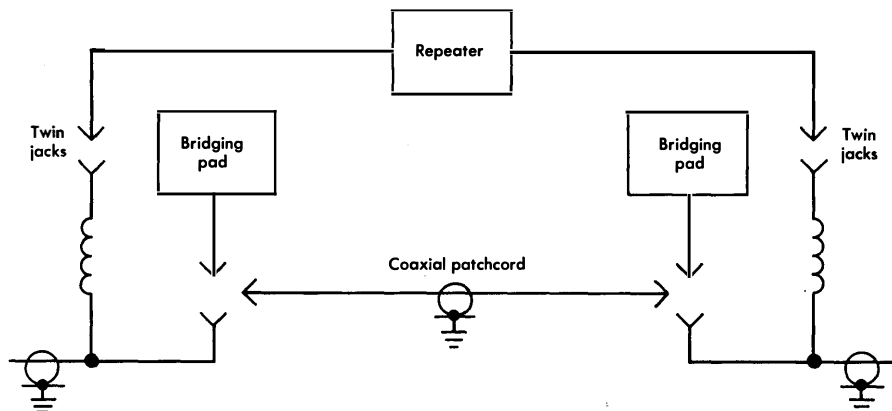 Repeater
Twin
jacks
Bridging
pad
Bridging
pad
Twin
jacks
Coaxial patchcord